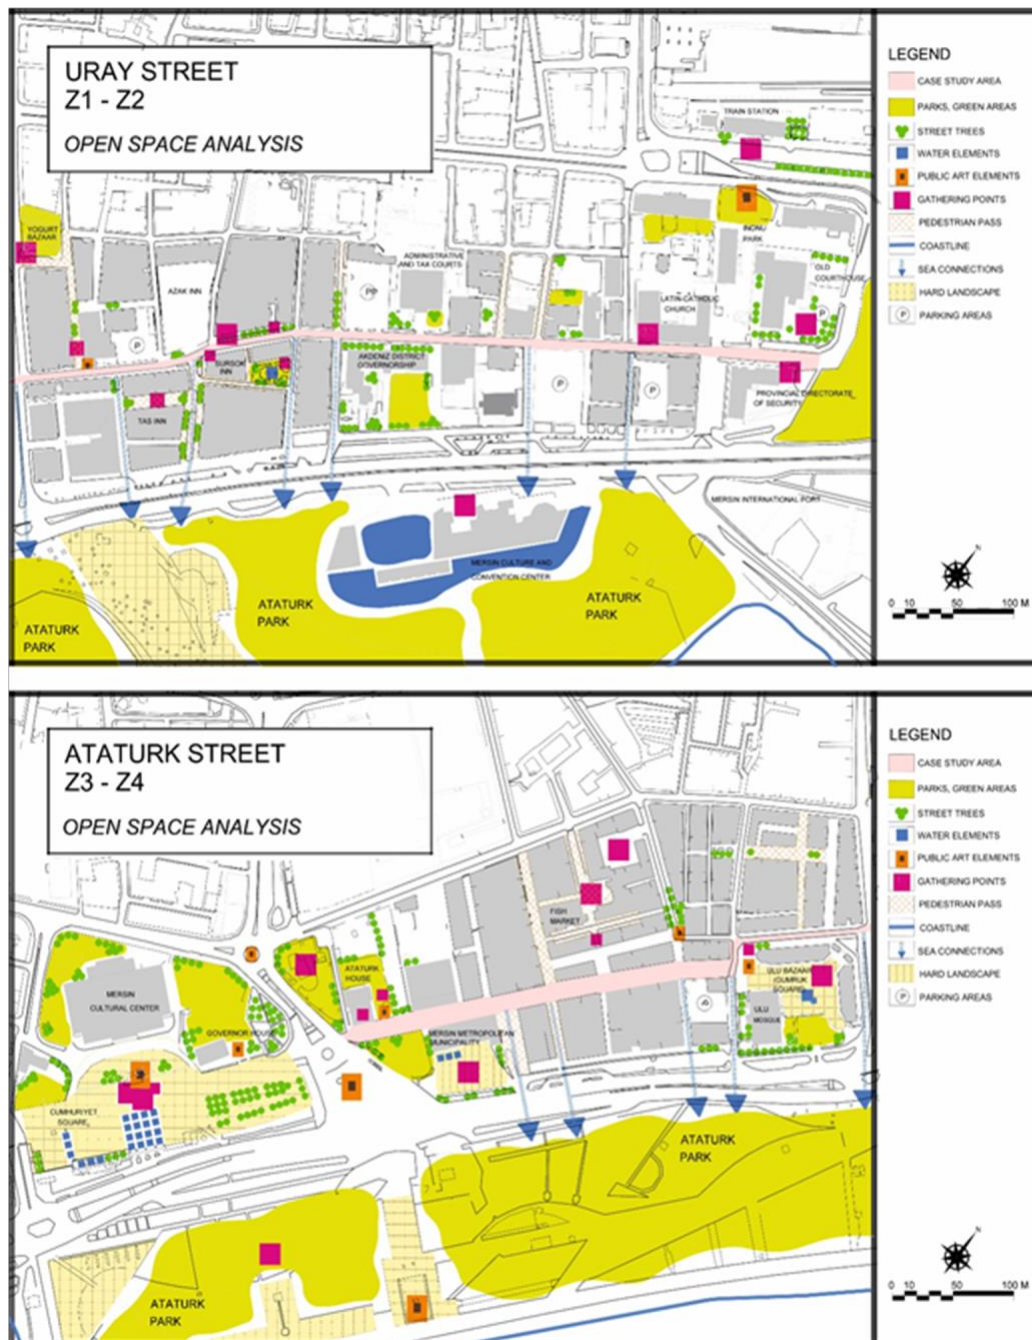 URAY STREET
Z1 - Z2
OPEN SPACE ANALYSIS
TRAIN STATION
YOGURT
BAZAAR
INONU
PARK
ADMINISTRATIVE
AND TAX COURTS
OLD
COURTHOUSE
AZAK INN
P
LATIN-CATHOLIC
CHURCH
P
P
SURSOK
INN
AKDENIZ DISTRICT
GOVERNORSHIP
P
P
PROVINCIAL DIRECTORATE
OF SECURITY
TAS INN
MERSIN INTERNATIONAL PORT
MERSIN CULTURE AND
CONVENTION CENTER
ATATURK
PARK
ATATURK
PARK
ATATURK
PARK
LEGEND
CASE STUDY AREA
PARKS, GREEN AREAS
STREET TREES
WATER ELEMENTS
PUBLIC ART ELEMENTS
GATHERING POINTS
PEDESTRIAN PASS
COASTLINE
SEA CONNECTIONS
HARD LANDSCAPE
P PARKING AREAS
N
0 10 50 100 M
ATATURK STREET
Z3 - Z4
OPEN SPACE ANALYSIS
FISH
MARKET
MERSIN
CULTURAL CENTER
ATATURK
HOUSE
ULU BAZAAR
(GUMRUK
SQUARE)
GOVERNOR HOUSE
MERSIN METROPOLITAN
MUNICIPALITY
ULU
MOSQUE
CUMHURIYET
SQUARE
ATATURK
PARK
ATATURK
PARK
LEGEND
CASE STUDY AREA
PARKS, GREEN AREAS
STREET TREES
WATER ELEMENTS
PUBLIC ART ELEMENTS
GATHERING POINTS
PEDESTRIAN PASS
COASTLINE
SEA CONNECTIONS
HARD LANDSCAPE
P PARKING AREAS
N
0 10 50 100 M